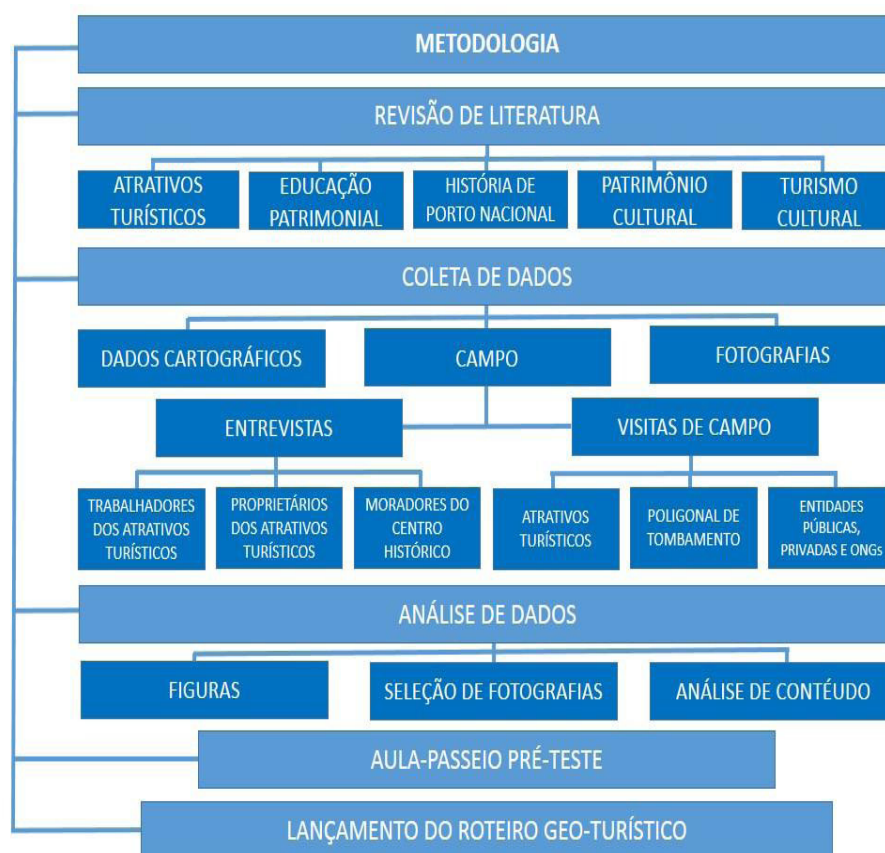 METODOLOGIA
REVISÃO DE LITERATURA
ATRATIVOS
TURÍSTICOS
EDUCAÇÃO
PATRIMONIAL
HISTÓRIA DE
PORTO NACIONAL
PATRIMÔNIO
CULTURAL
TURISMO
CULTURAL
COLETA DE DADOS
DADOS CARTOGRÁFICOS
CAMPO
FOTOGRAFIAS
ENTREVISTAS
VISITAS DE CAMPO
TRABALHADORES
DOS ATRATIVOS
TURÍSTICOS
PROPRIETÁRIOS
DOS ATRATIVOS
TURÍSTICOS
MORADORES DO
CENTRO
HISTÓRICO
ATRATIVOS
TURÍSTICOS
POLIGONAL DE
TOMBAMENTO
ENTIDADES
PÚBLICAS,
PRIVADAS E ONGs
ANÁLISE DE DADOS
FIGURAS
SELEÇÃO DE FOTOGRAFIAS
ANÁLISE DE CONTÉUDO
AULA-PASSEIO PRÉ-TESTE
LANÇAMENTO DO ROTEIRO GEO-TURÍSTICO